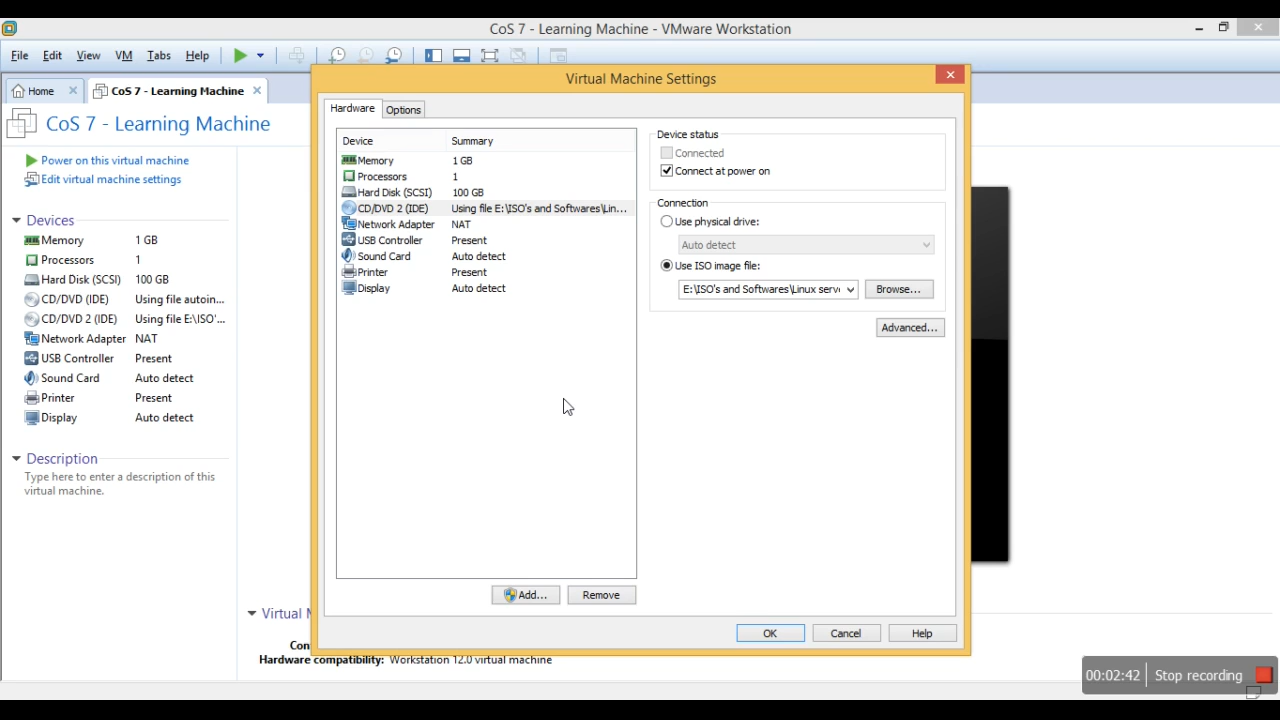 CoS 7 - Learning Machine - VMware Workstation
File Edit View VM Tabs Help
Home
CoS 7 - Learning Machine
CoS 7 - Learning Machine
Power on this virtual machine
Edit virtual machine settings
Devices
Memory 1 GB
Processors 1
Hard Disk (SCSI) 100 GB
CD/DVD (IDE) Using file autoin...
CD/DVD 2 (IDE) Using file E:\ISO'...
Network Adapter NAT
USB Controller Present
Sound Card Auto detect
Printer Present
Display Auto detect
Description
Type here to enter a description of this
virtual machine.
Virtual Machine Settings
Hardware Options
Device Summary
Memory 1 GB
Processors 1
Hard Disk (SCSI) 100 GB
CD/DVD 2 (IDE) Using file E:\ISO's and Softwares\Lin...
Network Adapter NAT
USB Controller Present
Sound Card Auto detect
Printer Present
Display Auto detect
Add... Remove
Device status
Connected
Connect at power on
Connection
Use physical drive:
Auto detect
Use ISO image file:
E:\ISO's and Softwares\Linux serv
Browse...
Advanced...
OK Cancel Help
Virtual
Con
Hardware compatibility: Workstation 12.0 virtual machine
00:02:42 Stop recording